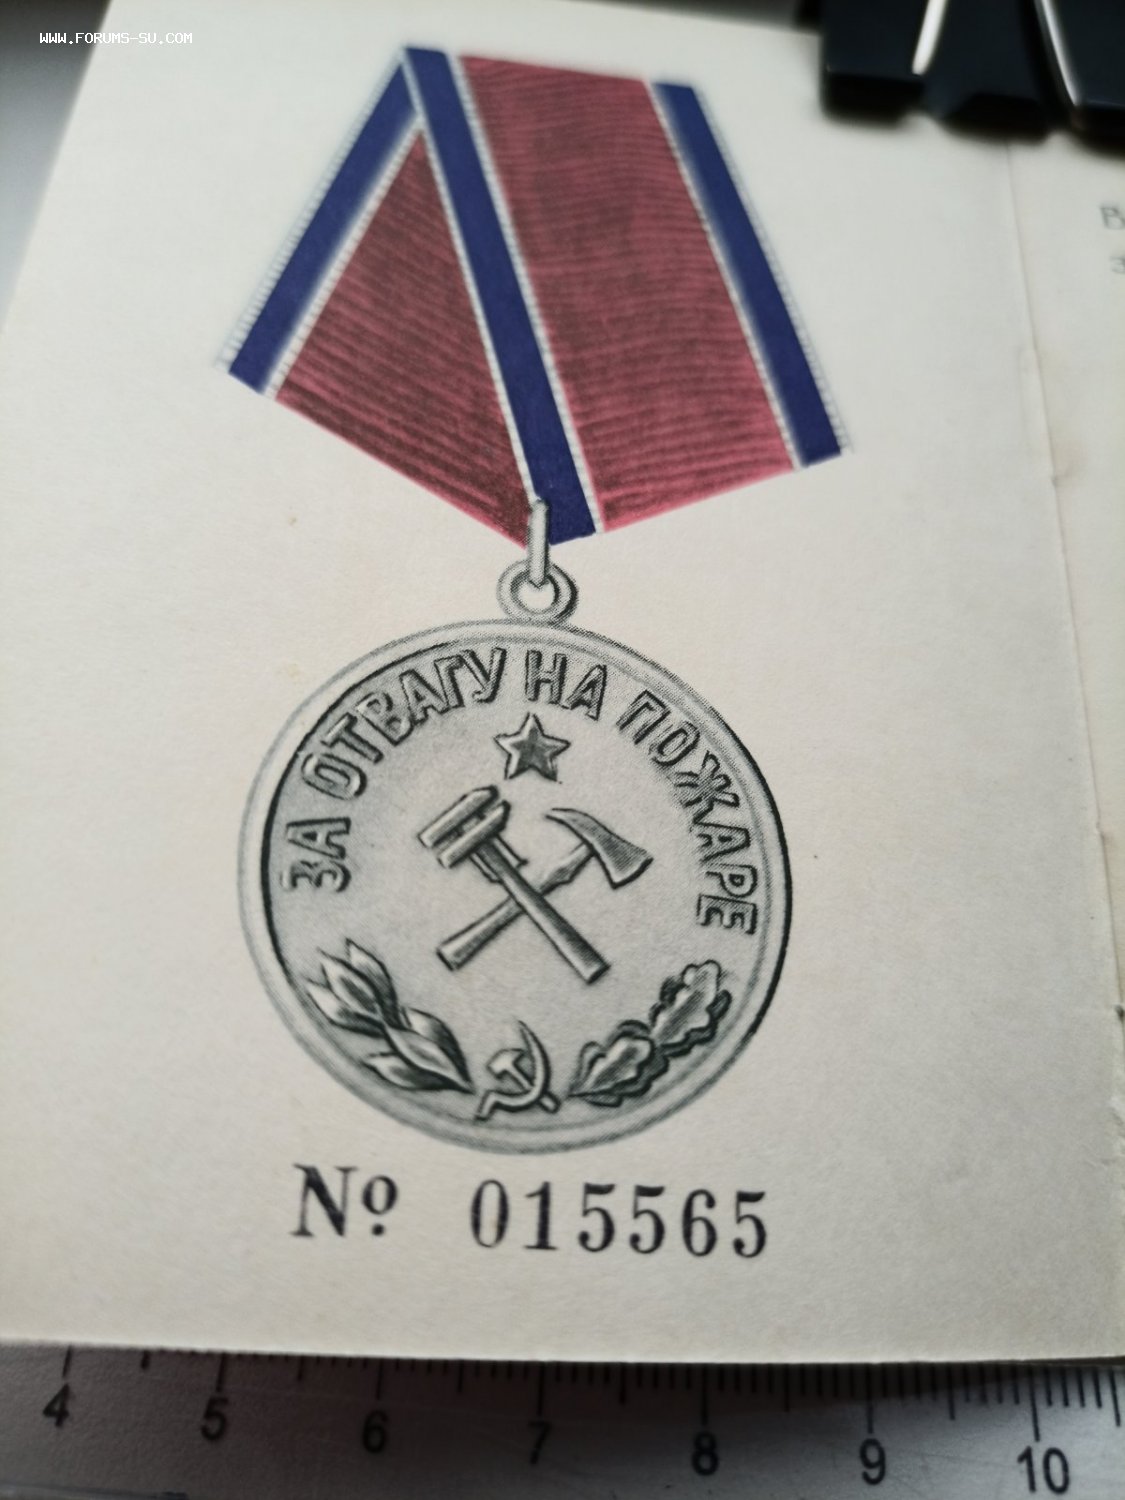 WWW.FORUMS-SU.COM
ЗА ОТВАГУ НА ПОЖАРЕ
№ 015565
4 5 6 7 8 9 10